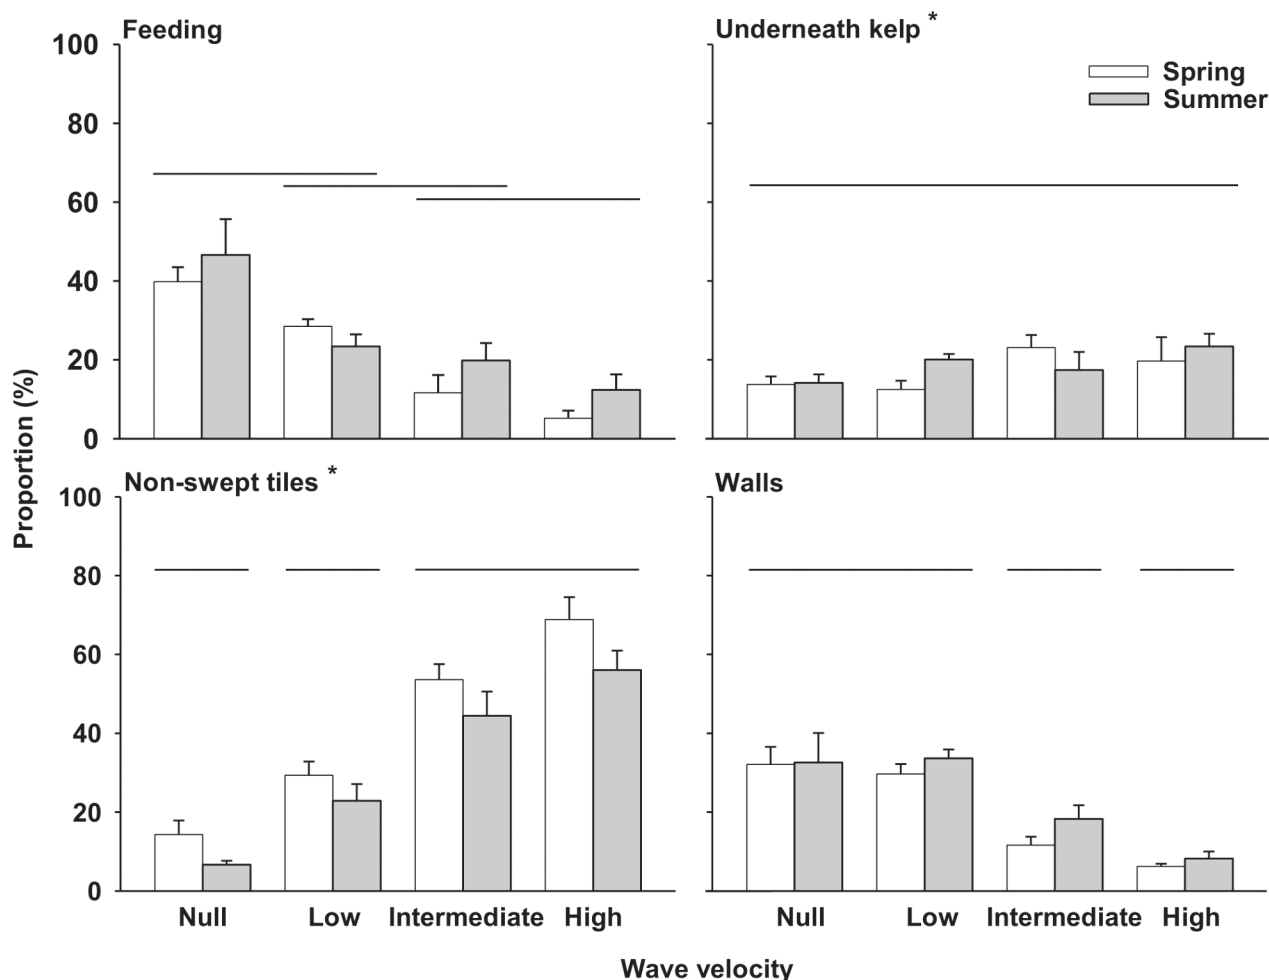 Feeding
Underneath kelp *
Spring
Summer
100
80
60
40
20
0
Non-swept tiles *
Walls
100
80
60
40
20
0
Proportion (%)
Null Low Intermediate High
Null Low Intermediate High
Wave velocity